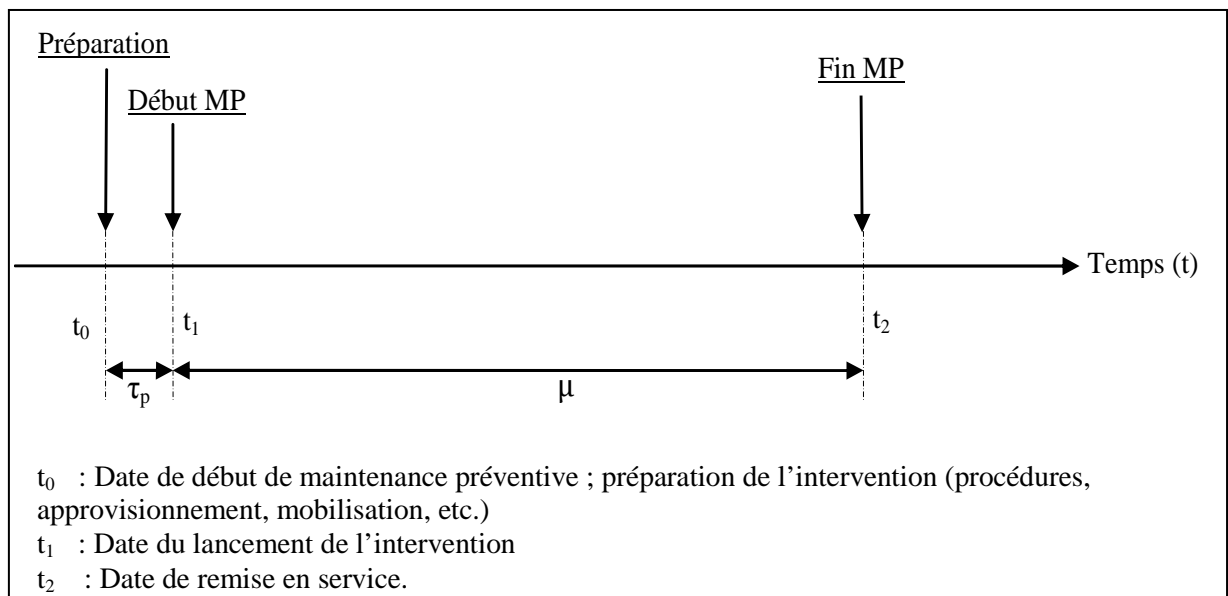 Préparation
Début MP
Fin MP
Temps (t)
t₀
t₁
t₂
τₚ
μ
t₀ : Date de début de maintenance préventive ; préparation de l’intervention (procédures,
approvisionnement, mobilisation, etc.)
t₁ : Date du lancement de l’intervention
t₂ : Date de remise en service.